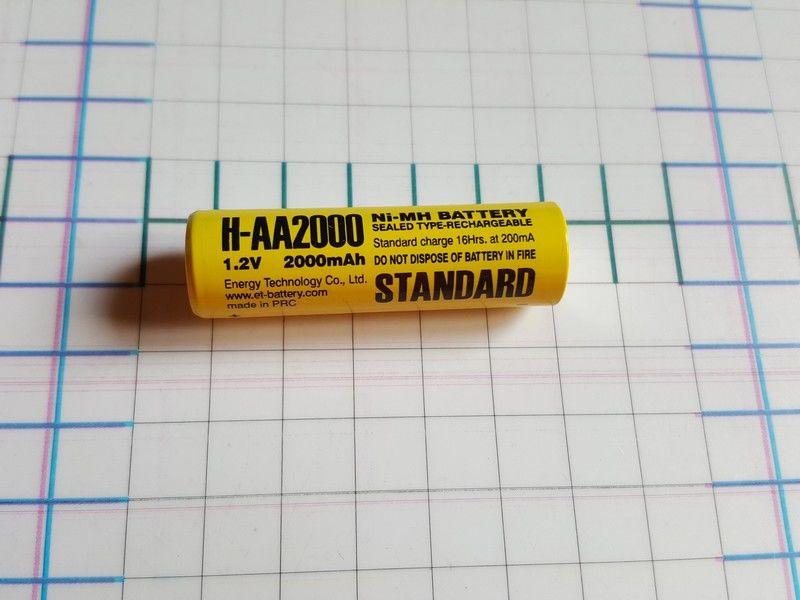 H-AA2000
1.2V 2000mAh
Energy Technology Co., Ltd.
www.et-battery.com
made in PRC
Ni-MH BATTERY
SEALED TYPE-RECHARGEABLE
Standard charge 16Hrs. at 200mA
DO NOT DISPOSE OF BATTERY IN FIRE
STANDARD